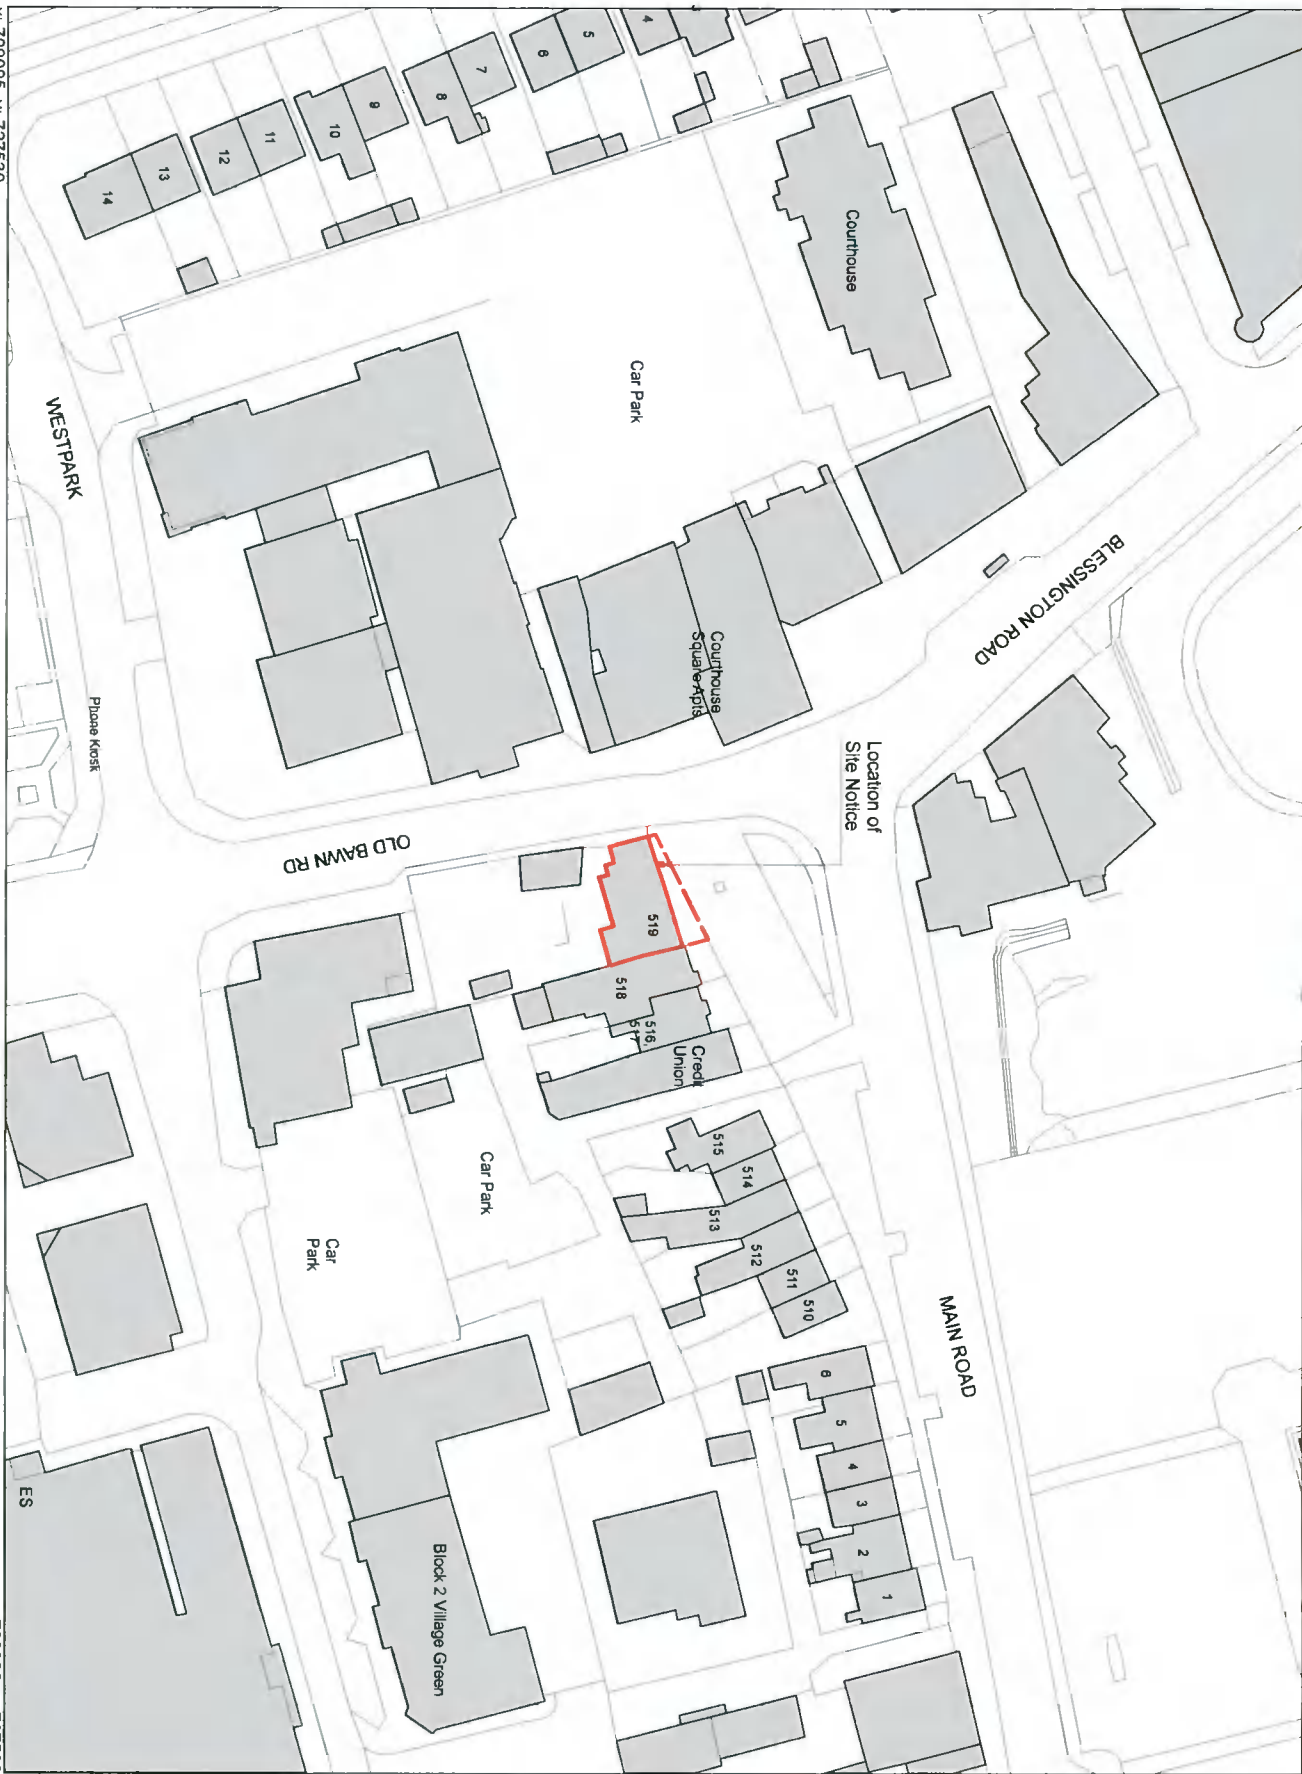 4
5
6
7
8
9
10
11
12
13
14
Courthouse
Car Park
BLESSINGTON ROAD
WESTPARK
Courthouse
Square Apts
Phone Kiosk
Location of
Site Notice
OLD BAWN RD
519
518
516,
517
Credit
Union
515
514
513
512
511
510
Car Park
Car
Park
MAIN ROAD
6
5
4
3
2
1
Block 2 Village Green
ES